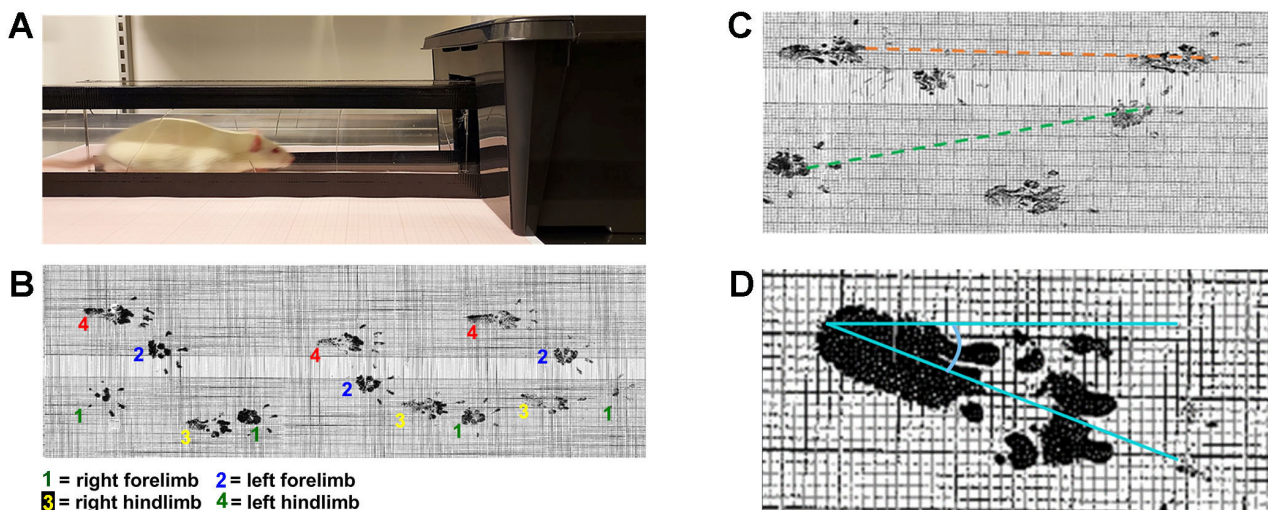 A
B
4 4
2 4 2
2
1 3 3 1
3 1 1
1 = right forelimb 2 = left forelimb
3 = right hindlimb 4 = left hindlimb
C
D